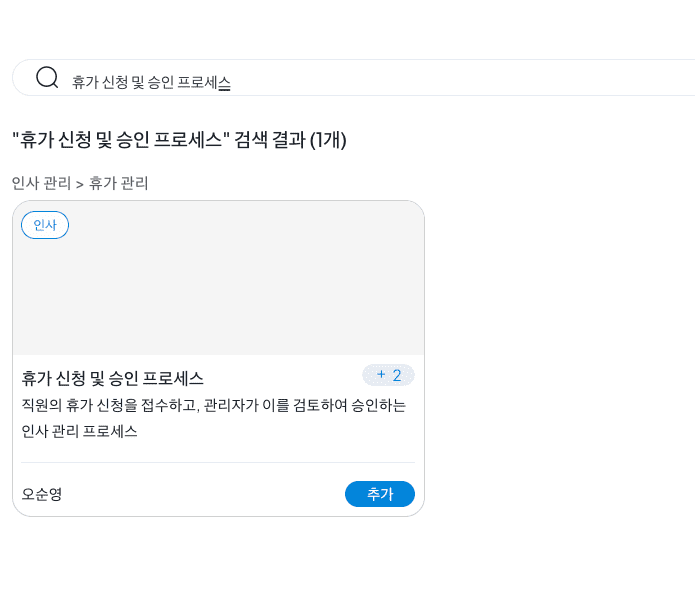 휴가 신청 및 승인 프로세스
"휴가 신청 및 승인 프로세스" 검색 결과 (1개)
인사 관리 > 휴가 관리
인사
휴가 신청 및 승인 프로세스
+ 2
직원의 휴가 신청을 접수하고, 관리자가 이를 검토하여 승인하는
인사 관리 프로세스
오순영
추가